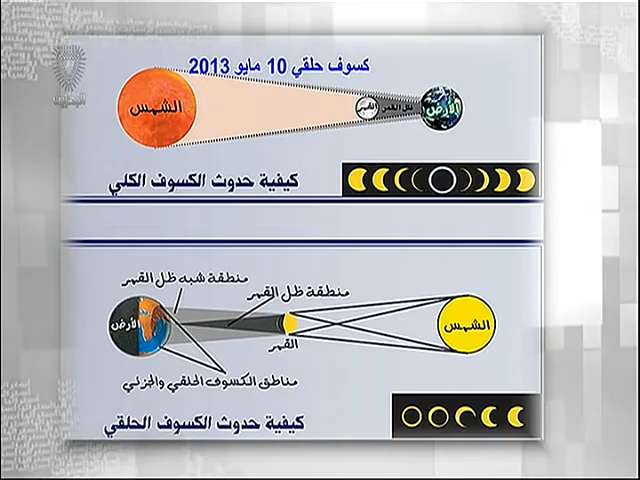 كسوف حلقي 10 مايو 2013
الشمس
القمر
ظل القمر
الأرض
كيفية حدوث الكسوف الكلي
منطقة شبه ظل القمر
منطقة ظل القمر
الأرض
القمر
الشمس
مناطق الكسوف الحلقي والجزئي
كيفية حدوث الكسوف الحلقي